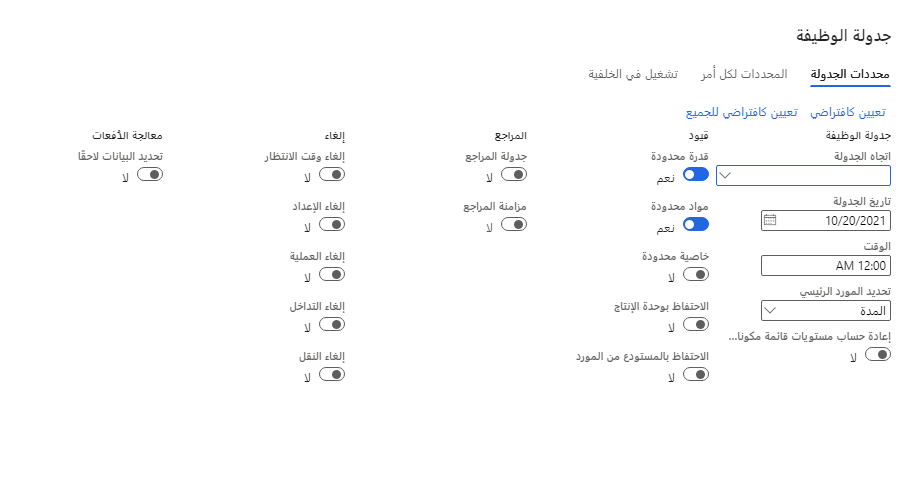 جدولة الوظيفة
محددات الجدولة
المحددات لكل أمر
تشغيل في الخلفية
تعيين كافتراضي
تعيين كافتراضي للجميع
جدولة الوظيفة
اتجاه الجدولة
تاريخ الجدولة
10/20/2021
الوقت
12:00 AM
تحديد المورد الرئيسي
المدة
إعادة حساب مستويات قائمة مكونا...
لا
قيود
قدرة محدودة
نعم
مواد محدودة
نعم
خاصية محدودة
لا
الاحتفاظ بوحدة الإنتاج
لا
الاحتفاظ بالمستودع من المورد
لا
المراجع
جدولة المراجع
لا
مزامنة المراجع
لا
إلغاء
إلغاء وقت الانتظار
لا
إلغاء الإعداد
لا
إلغاء العملية
لا
إلغاء التداخل
لا
إلغاء النقل
لا
معالجة الدُفعات
تحديد البيانات لاحقًا
لا